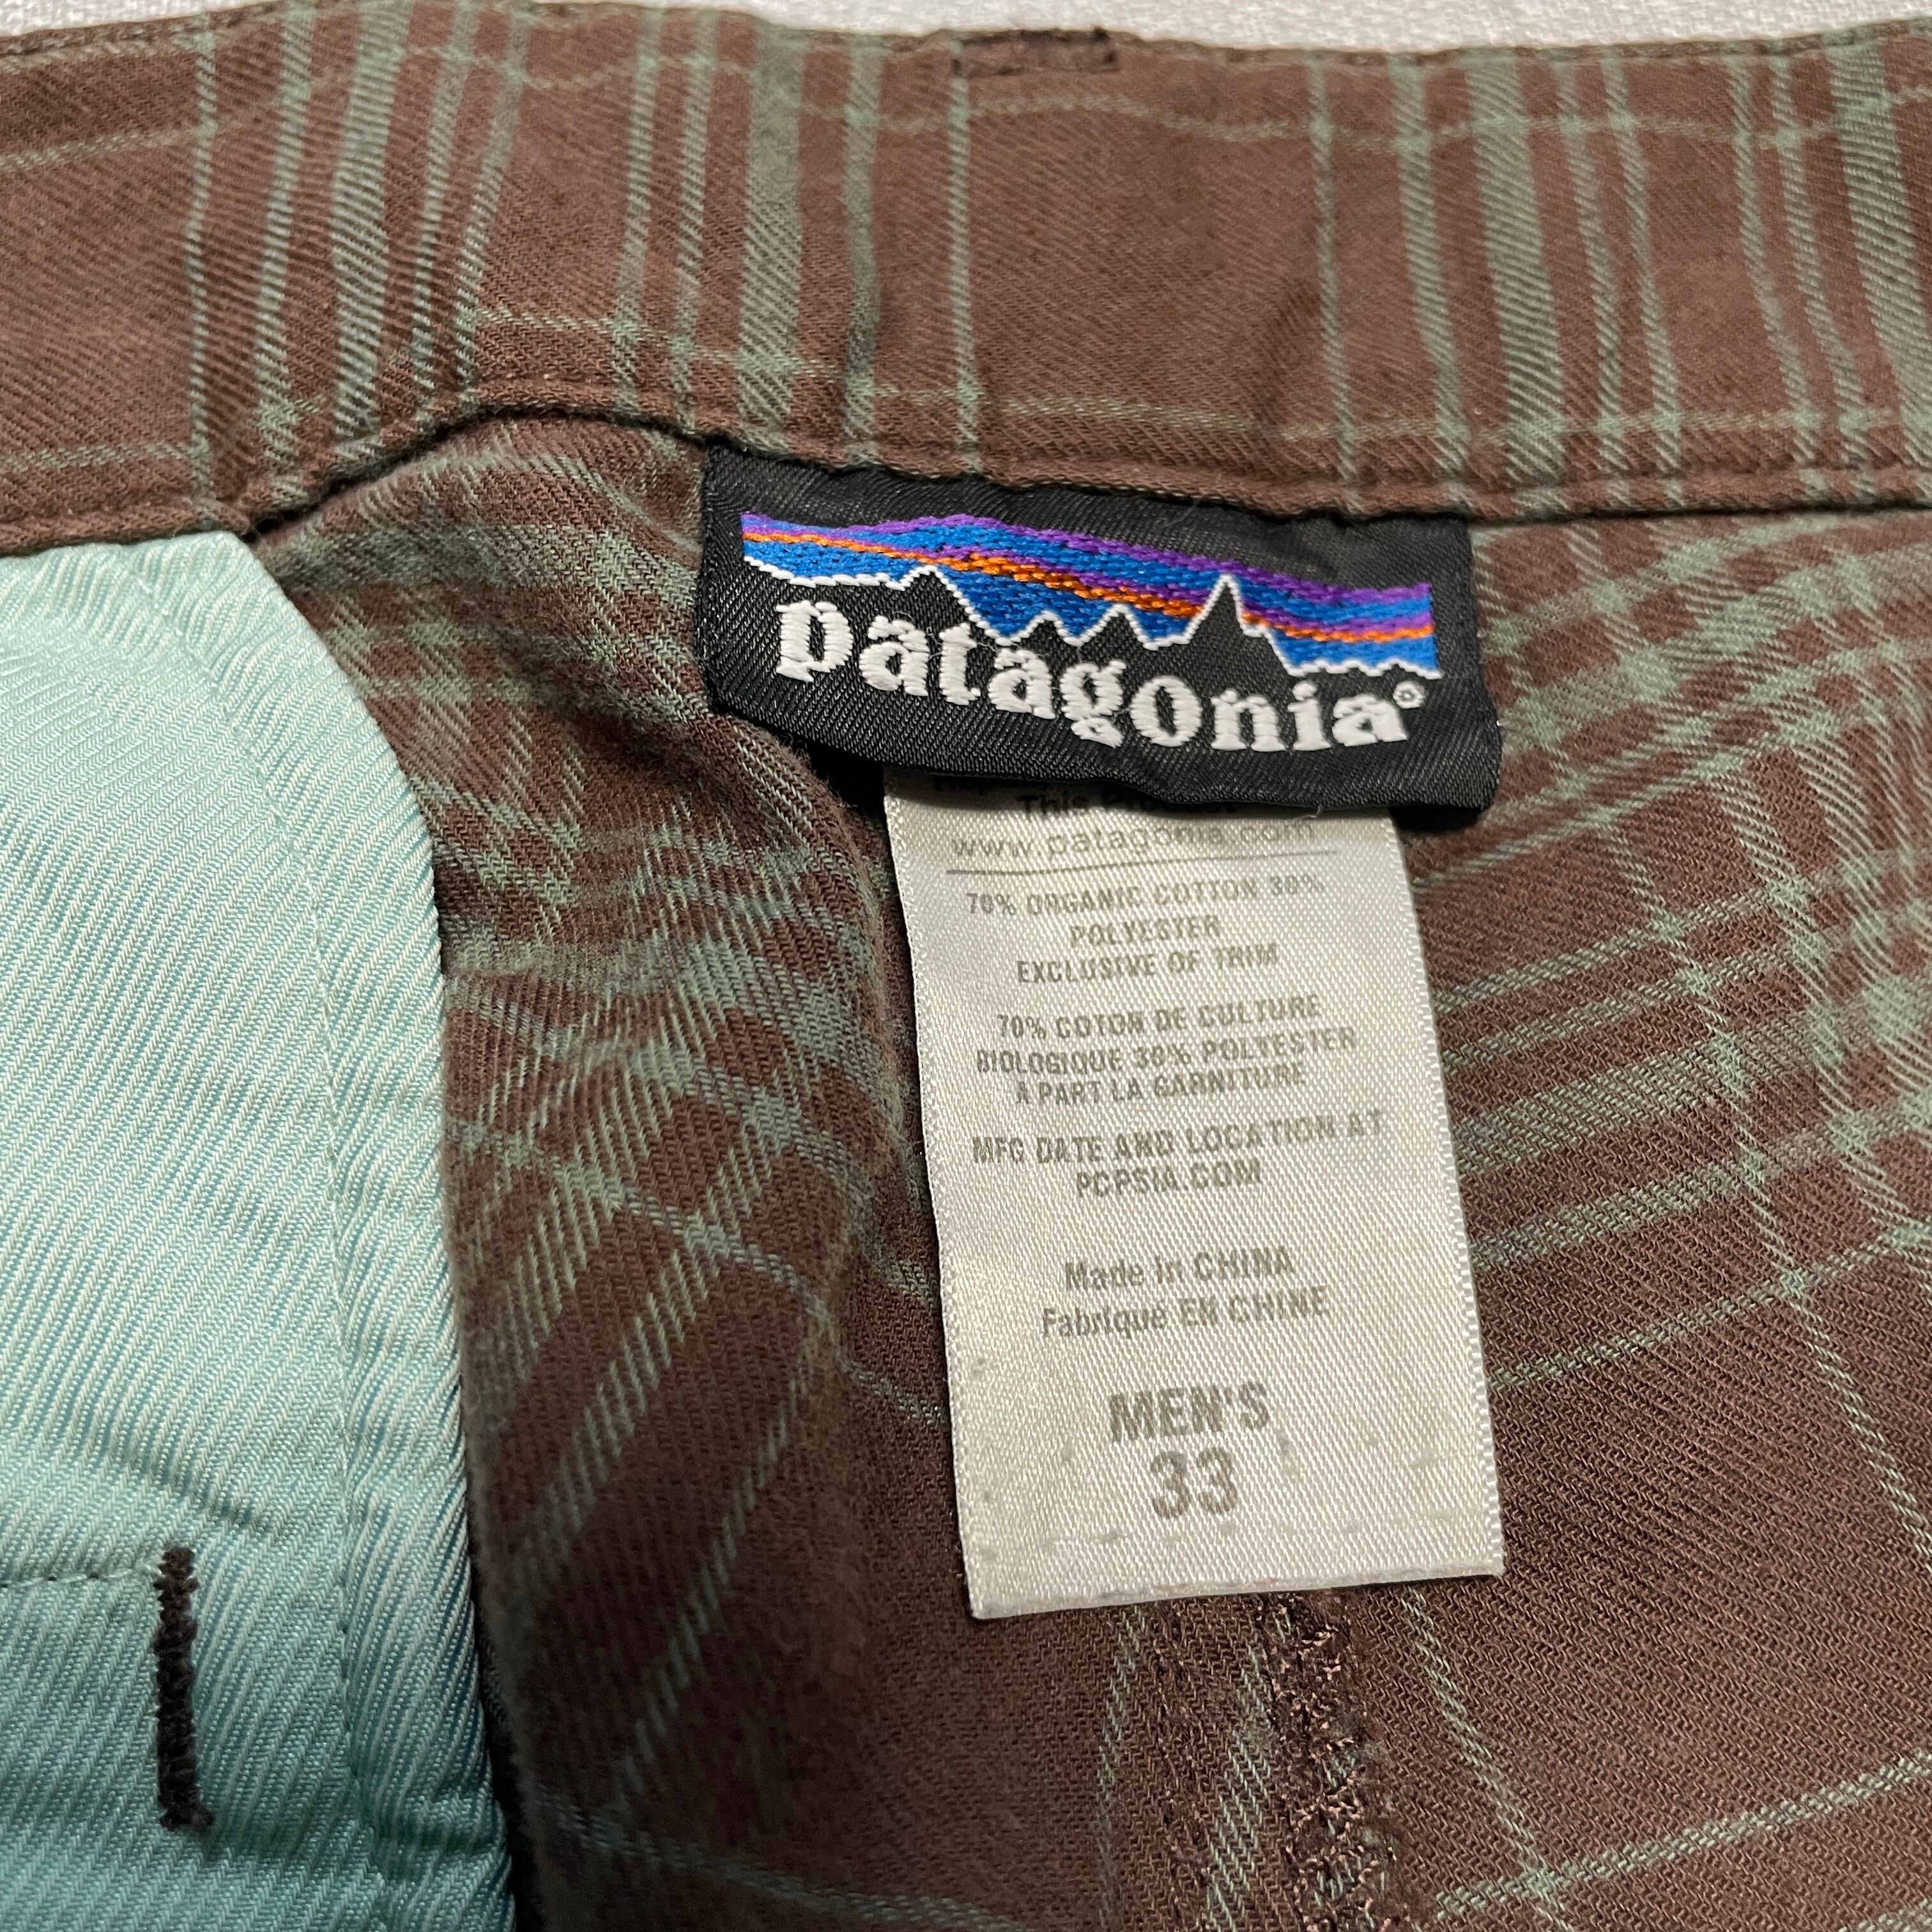 patagonia®
This
www.patagonia.com
70% ORGANIC COTTON 30%
POLYESTER
EXCLUSIVE OF TRIM
70% COTON DE CULTURE
BIOLOGIQUE 30% POLYESTER
À PART LA GARNITURE
MFG DATE AND LOCATION AT
PCPSIA.COM
Made in CHINA
Fabriqué EN CHINE
MEN'S
33